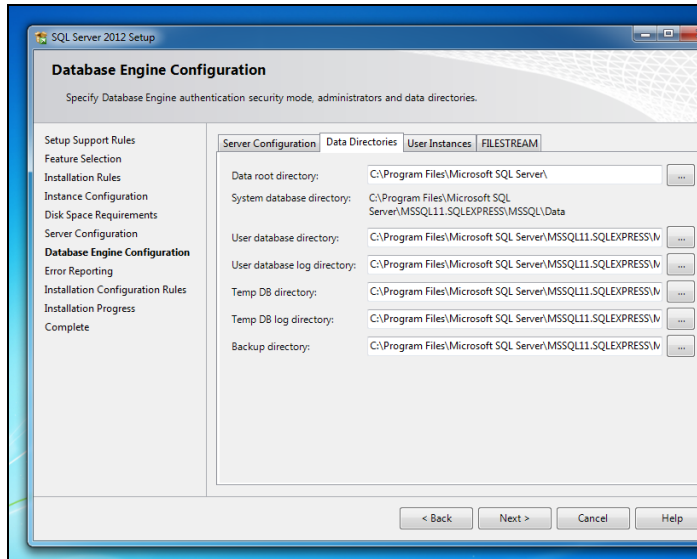 SQL Server 2012 Setup
Database Engine Configuration
Specify Database Engine authentication security mode, administrators and data directories.
Setup Support Rules
Feature Selection
Installation Rules
Instance Configuration
Disk Space Requirements
Server Configuration
Database Engine Configuration
Error Reporting
Installation Configuration Rules
Installation Progress
Complete
Server Configuration Data Directories User Instances FILESTREAM
Data root directory: C:\Program Files\Microsoft SQL Server\ ...
System database directory: C:\Program Files\Microsoft SQL
Server\MSSQL11.SQLEXPRESS\MSSQL\Data
User database directory: C:\Program Files\Microsoft SQL Server\MSSQL11.SQLEXPRESS\M ...
User database log directory: C:\Program Files\Microsoft SQL Server\MSSQL11.SQLEXPRESS\M ...
Temp DB directory: C:\Program Files\Microsoft SQL Server\MSSQL11.SQLEXPRESS\M ...
Temp DB log directory: C:\Program Files\Microsoft SQL Server\MSSQL11.SQLEXPRESS\M ...
Backup directory: C:\Program Files\Microsoft SQL Server\MSSQL11.SQLEXPRESS\M ...
< Back Next > Cancel Help